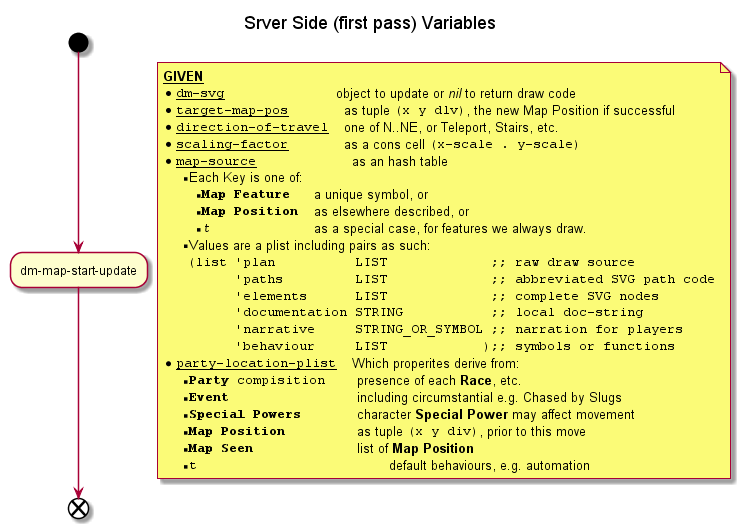 Srver Side (first pass) Variables
GIVEN
dm-svg object to update or nil to return draw code
target-map-pos as tuple (x y dlv), the new Map Position if successful
direction-of-travel one of N..NE, or Teleport, Stairs, etc.
scaling-factor as a cons cell (x-scale . y-scale)
map-source as an hash table
Each Key is one of:
Map Feature a unique symbol, or
Map Position as elsewhere described, or
t as a special case, for features we always draw.
Values are a plist including pairs as such:
(list 'plan LIST ;; raw draw source
'paths LIST ;; abbreviated SVG path code
'elements LIST ;; complete SVG nodes
'documentation STRING ;; local doc-string
'narrative STRING_OR_SYMBOL ;; narration for players
'behaviour LIST );; symbols or functions
party-location-plist Which properites derive from:
Party compisition presence of each Race, etc.
Event including circumstantial e.g. Chased by Slugs
Special Powers character Special Power may affect movement
Map Position as tuple (x y div), prior to this move
Map Seen list of Map Position
t default behaviours, e.g. automation
dm-map-start-update